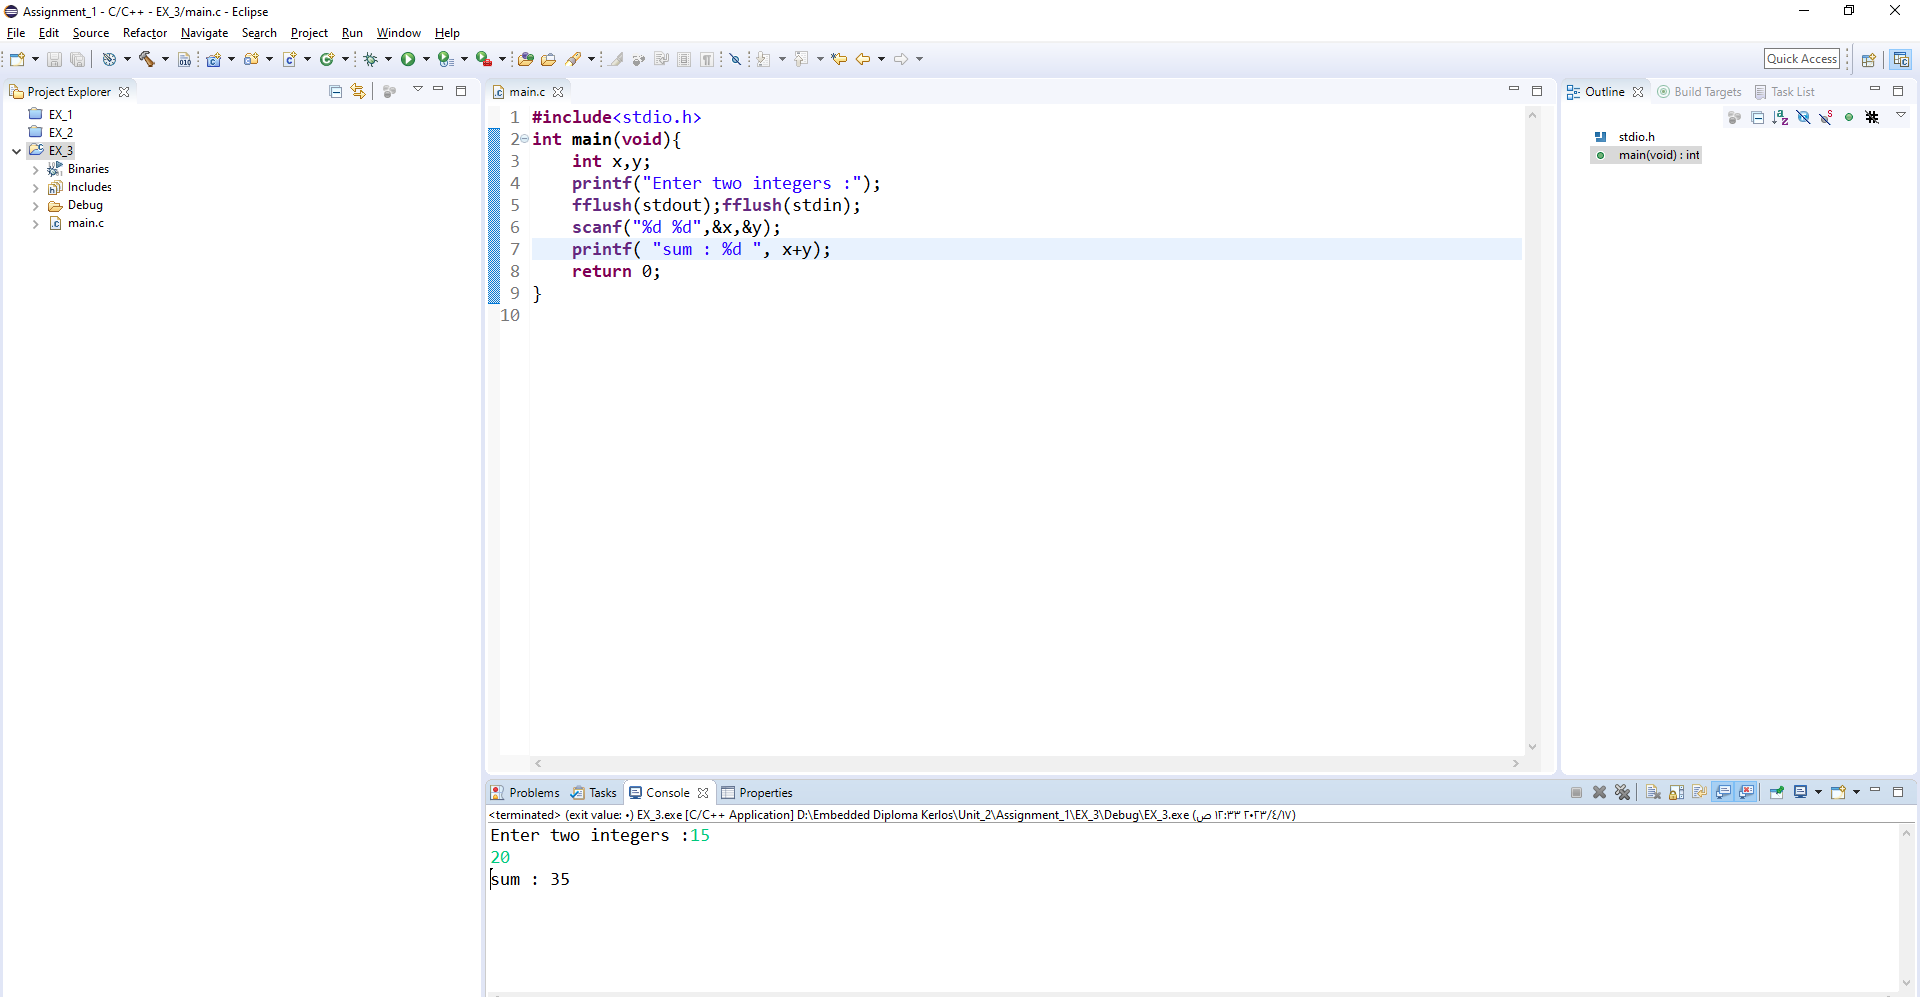 Assignment_1 - C/C++ - EX_3/main.c - Eclipse
File Edit Source Refactor Navigate Search Project Run Window Help
Quick Access
Project Explorer
EX_1
EX_2
EX_3
Binaries
Includes
Debug
main.c
main.c
1 #include<stdio.h>
2 int main(void){
3 int x,y;
4 printf("Enter two integers :");
5 fflush(stdout);fflush(stdin);
6 scanf("%d %d",&x,&y);
7 printf( "sum : %d ", x+y);
8 return 0;
9 }
10
Outline Build Targets Task List
stdio.h
main(void) : int
Problems Tasks Console Properties
<terminated> (exit value: ٠) EX_3.exe [C/C++ Application] D:\Embedded Diploma Kerlos\Unit_2\Assignment_1\EX_3\Debug\EX_3.exe (١٧‏/٤‏/٢٠٢٣ ١٢:٣٣ ص)
Enter two integers :15
20
sum : 35